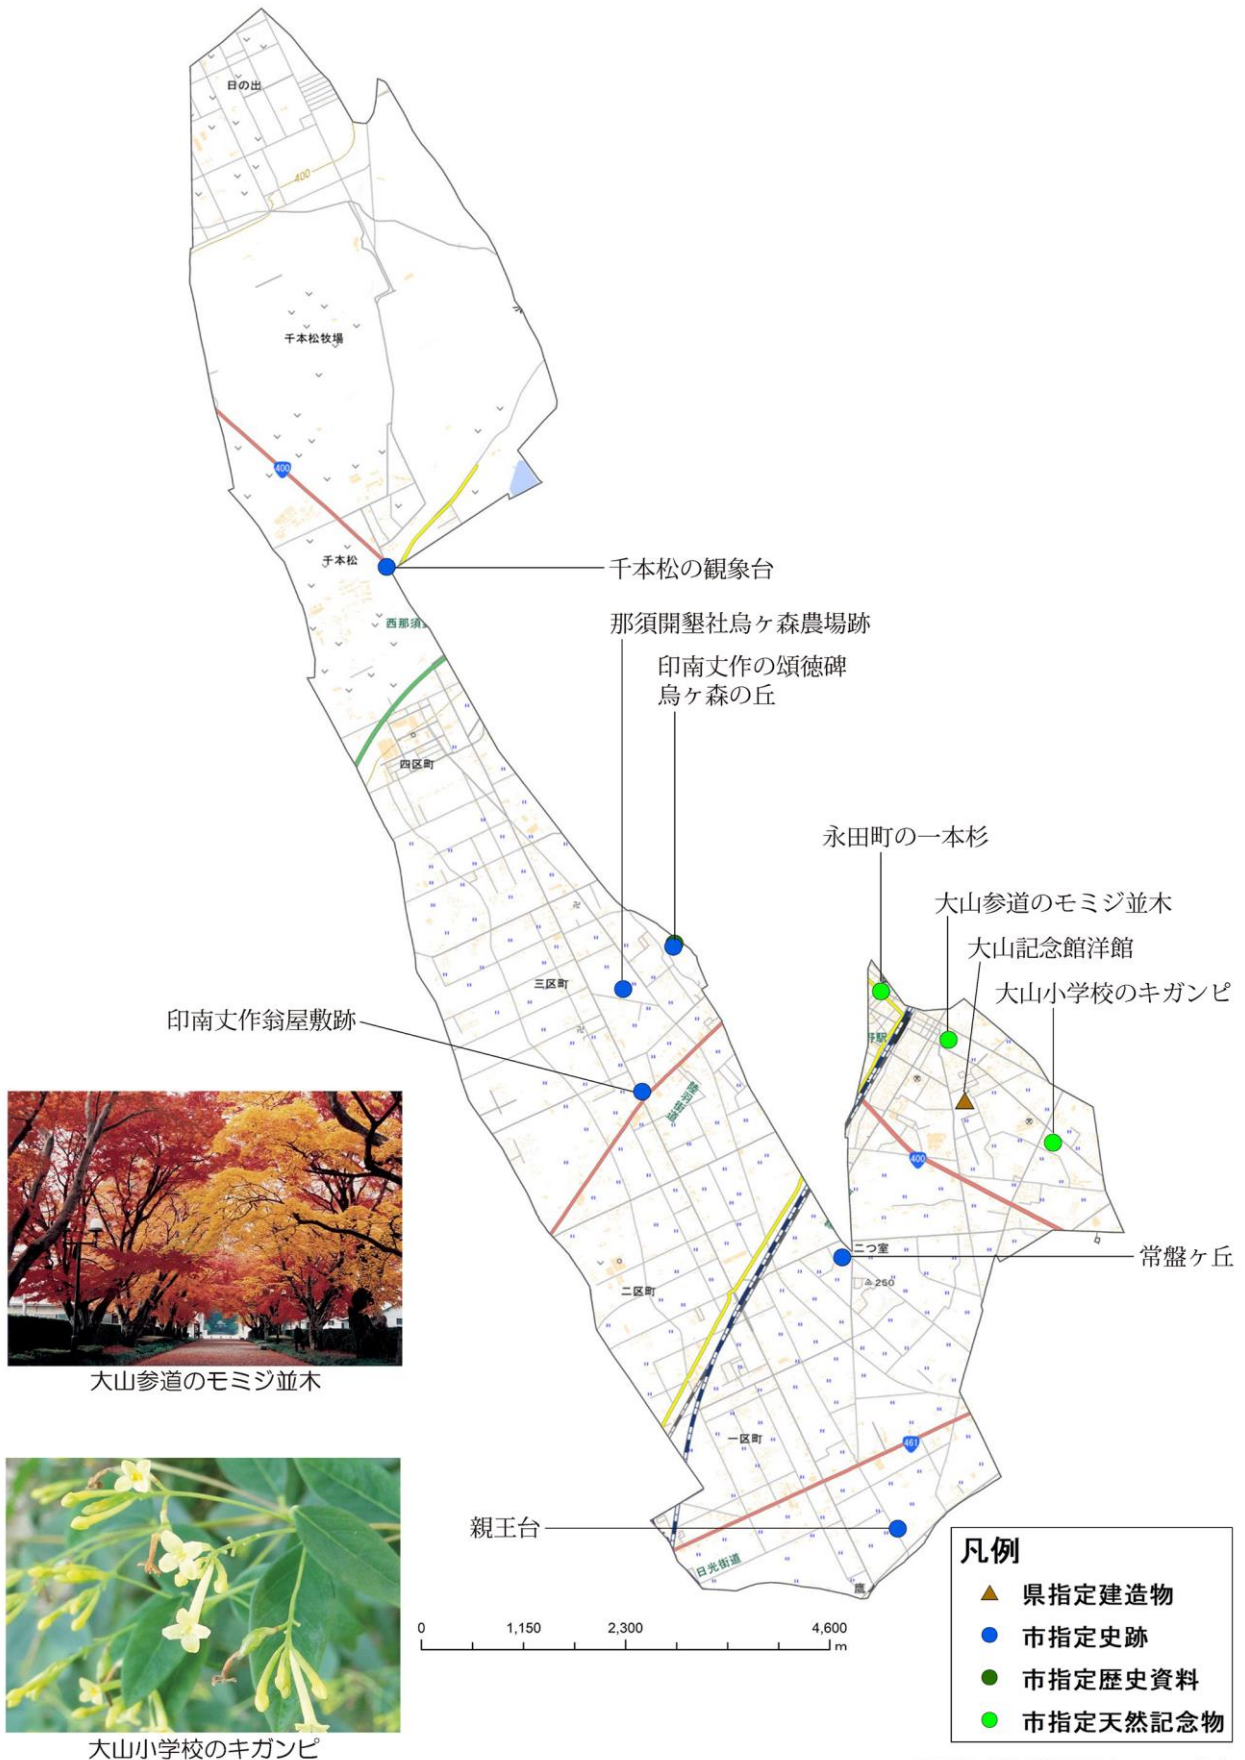 日の出
400
千本松牧場
400
千本松
千本松の観象台
西那須
那須開墾社烏ヶ森農場跡
印南丈作の頌徳碑
烏ヶ森の丘
四区町
永田町の一本杉
大山参道のモミジ並木
大山記念館洋館
大山小学校のキガンピ
三区町
印南丈作翁屋敷跡
野駅
陸羽街道
400
二つ室
常盤ヶ丘
250
二区町
大山参道のモミジ並木
一区町
461
親王台
日光街道
0 1,150 2,300 4,600
m
凡例
県指定建造物
市指定史跡
市指定歴史資料
市指定天然記念物
大山小学校のキガンピ